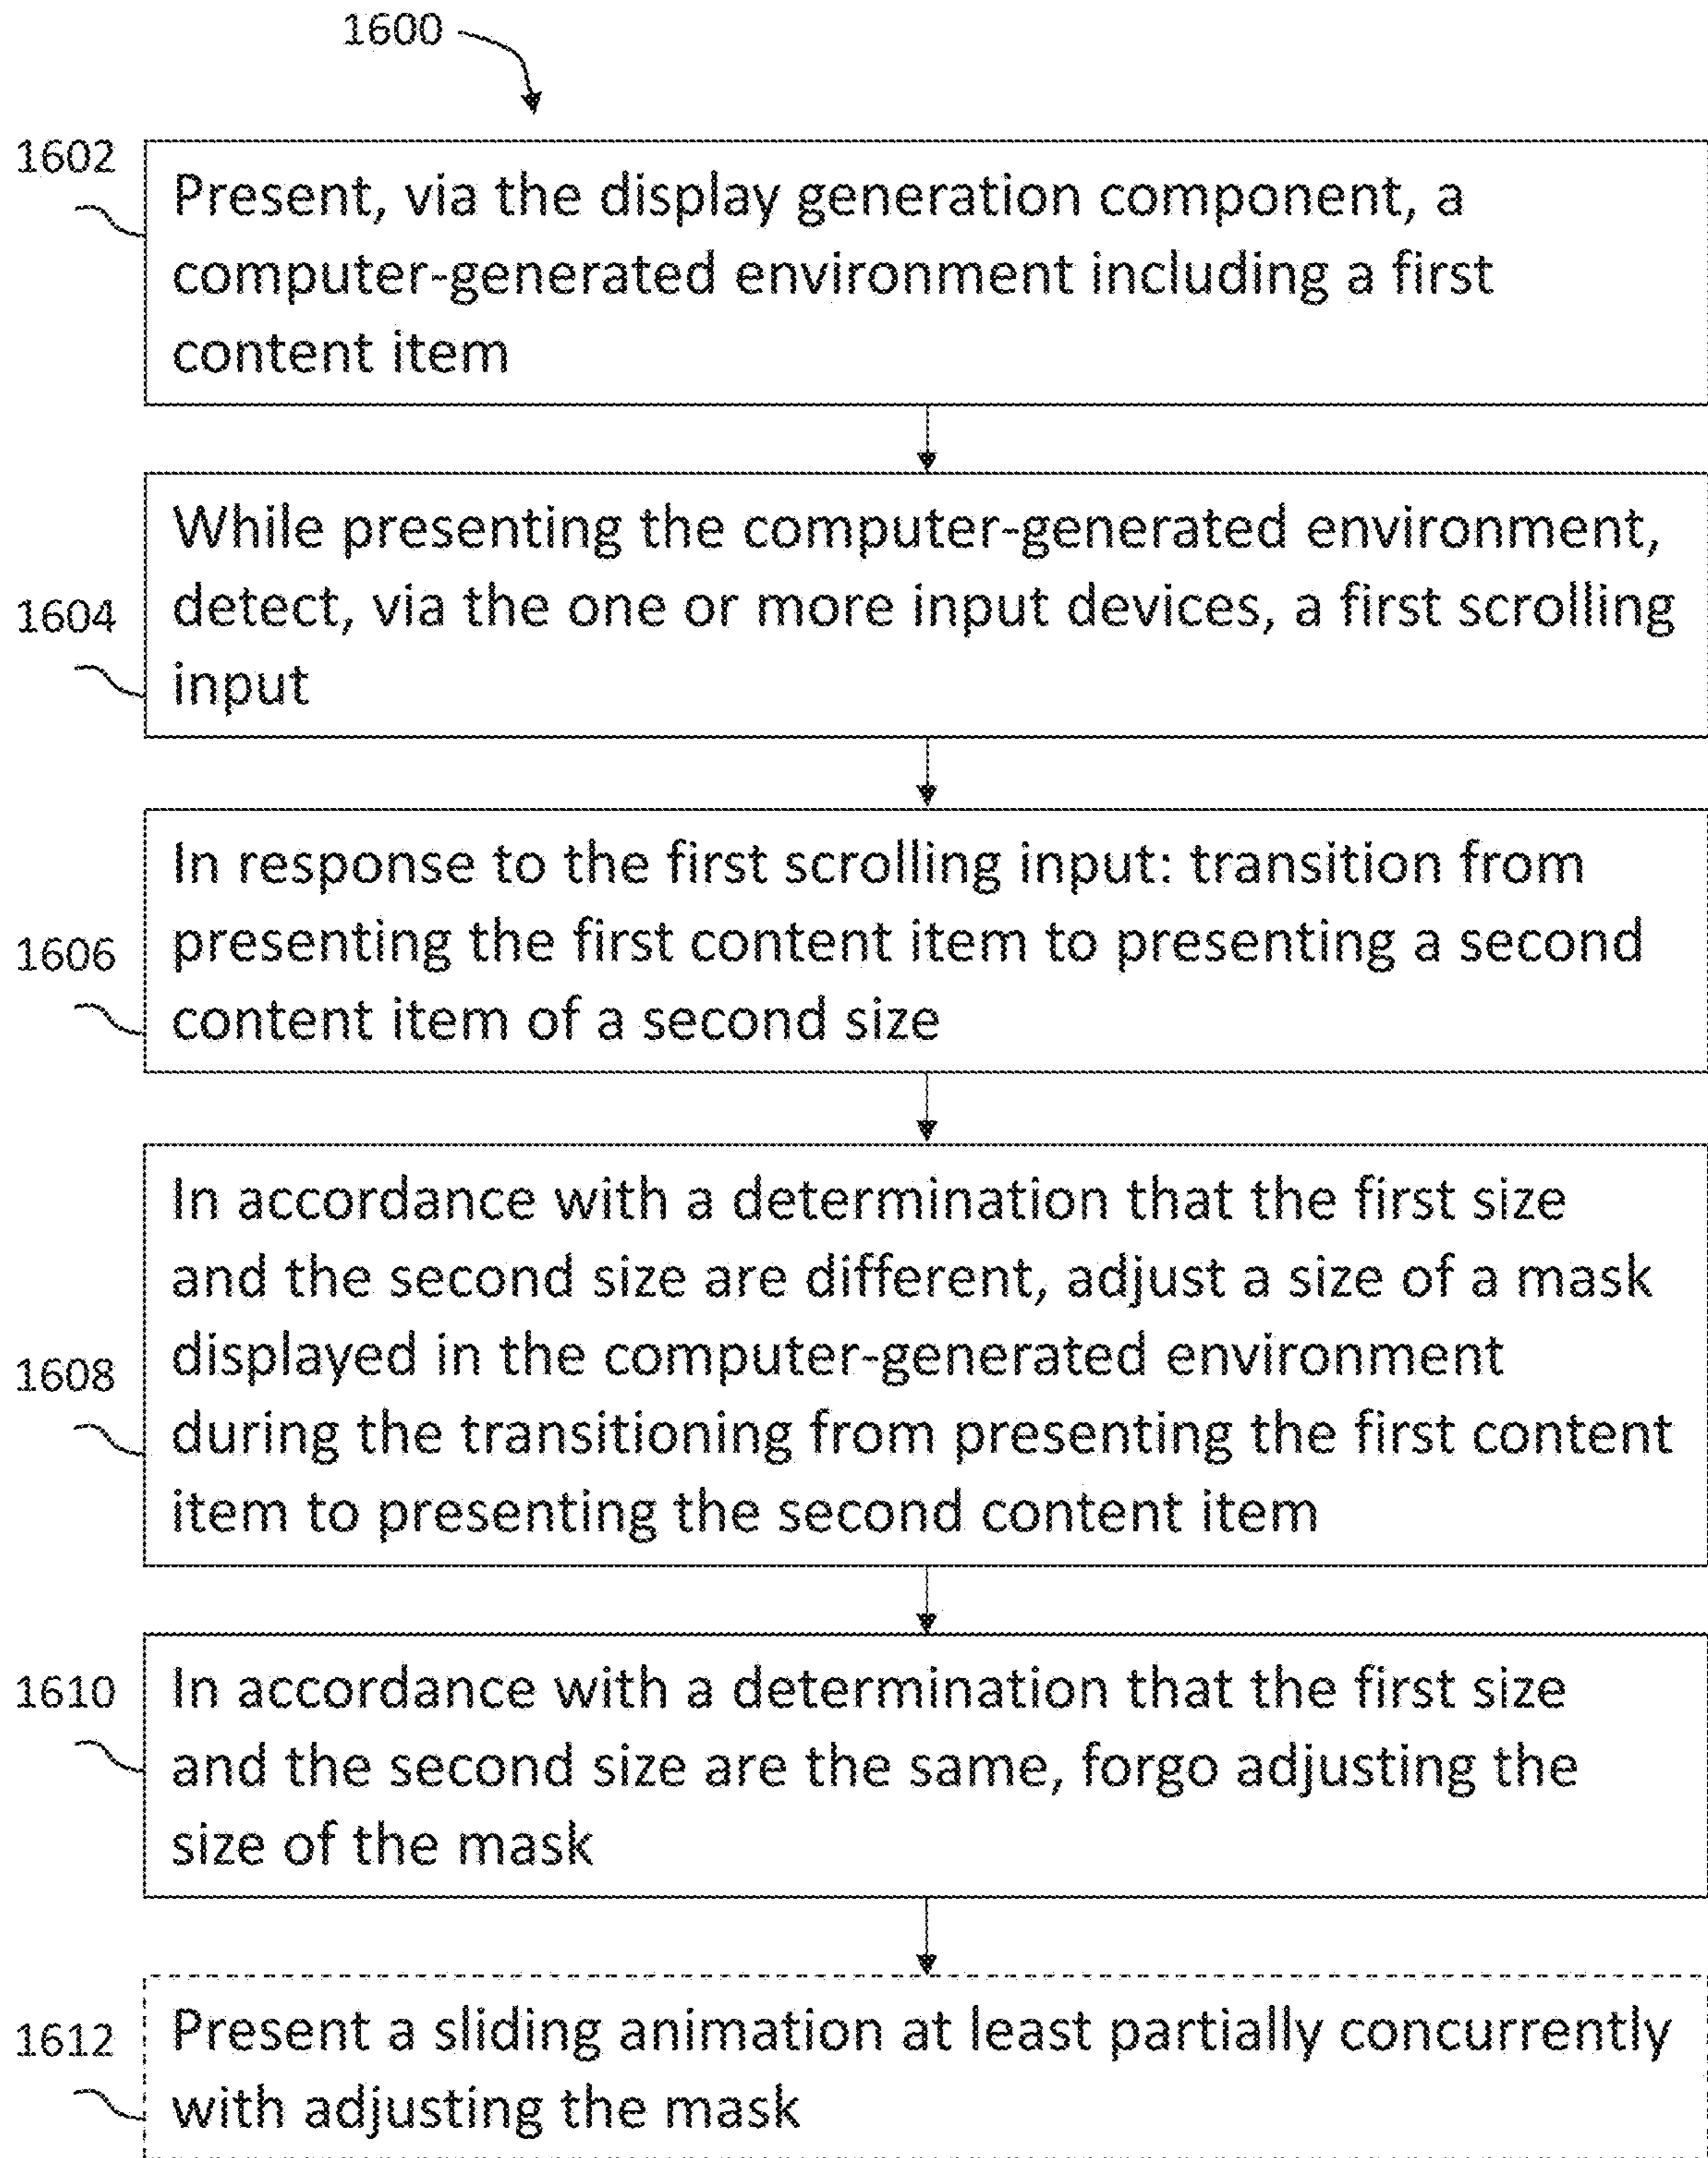 1600
1602
Present, via the display generation component, a
computer-generated environment including a first
content item
While presenting the computer-generated environment,
1604
detect, via the one or more input devices, a first scrolling
input
In response to the first scrolling input: transition from
1606
presenting the first content item to presenting a second
content item of a second size
In accordance with a determination that the first size
and the second size are different, adjust a size of a mask
1608
displayed in the computer-generated environment
during the transitioning from presenting the first content
item to presenting the second content item
1610
In accordance with a determination that the first size
and the second size are the same, forgo adjusting the
size of the mask
1612
Present a sliding animation at least partially concurrently
with adjusting the mask